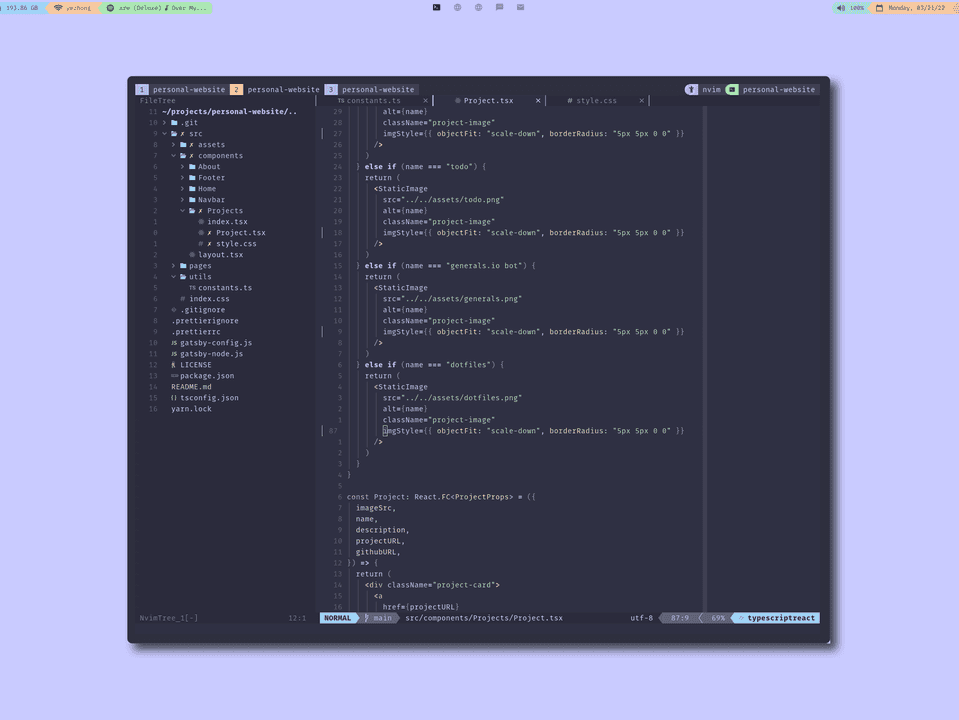 193.86 GB  yezhong  are (Deluxe) Over My...  100%  Monday, 03/21/22
1 personal-website 2 personal-website 3 personal-website  nvim  personal-website
FileTree  TS constants.ts ×  Project.tsx ×  # style.css ×
11 ~/projects/personal-website/..
10 > .git
9 ✗ src
8 > ✗ assets
7 ✗ components
6 > About
5 > Footer
4 > Home
3 > Navbar
2 ✗ Projects
1 index.tsx
0 ✗ Project.tsx
1 # ✗ style.css
2 layout.tsx
3 > pages
4 utils
5 TS constants.ts
6 # index.css
7 .gitignore
8 .prettierignore
9 .prettierrc
10 JS gatsby-config.js
11 JS gatsby-node.js
12 LICENSE
13 package.json
14 README.md
15 {} tsconfig.json
16 yarn.lock
29 alt={name}
28 className="project-image"
27 imgStyle={{ objectFit: "scale-down", borderRadius: "5px 5px 0 0" }}
26 />
25 )
24 } else if (name === "todo") {
23 return (
22 <StaticImage
21 src="../../assets/todo.png"
20 alt={name}
19 className="project-image"
18 imgStyle={{ objectFit: "scale-down", borderRadius: "5px 5px 0 0" }}
17 />
16 )
15 } else if (name === "generals.io bot") {
14 return (
13 <StaticImage
12 src="../../assets/generals.png"
11 alt={name}
10 className="project-image"
9 imgStyle={{ objectFit: "scale-down", borderRadius: "5px 5px 0 0" }}
8 />
7 )
6 } else if (name === "dotfiles") {
5 return (
4 <StaticImage
3 src="../../assets/dotfiles.png"
2 alt={name}
1 className="project-image"
87 imgStyle={{ objectFit: "scale-down", borderRadius: "5px 5px 0 0" }}
1 />
2 )
3 }
4 }
5
6 const Project: React.FC<ProjectProps> = ({
7 imageSrc,
8 name,
9 description,
10 projectURL,
11 githubURL,
12 }) => {
13 return (
14 <div className="project-card">
15 <a
16 href={projectURL}
NvimTree_1[-]  12:1  NORMAL  main  src/components/Projects/Project.tsx  utf-8  87:9  69%  typescriptreact